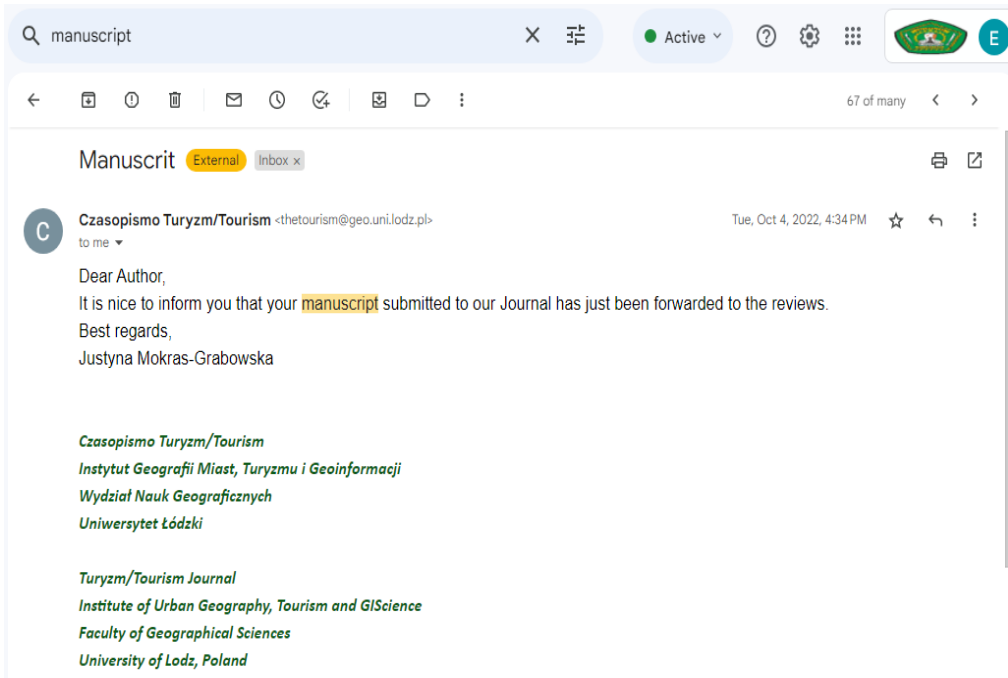 manuscript
Active
E
67 of many
Manuscrit External Inbox x
C
Czasopismo Turyzm/Tourism <thetourism@geo.uni.lodz.pl> Tue, Oct 4, 2022, 4:34 PM
to me
Dear Author,
It is nice to inform you that your manuscript submitted to our Journal has just been forwarded to the reviews.
Best regards,
Justyna Mokras-Grabowska
Czasopismo Turyzm/Tourism
Instytut Geografii Miast, Turyzmu i Geoinformacji
Wydział Nauk Geograficznych
Uniwersytet Łódzki
Turyzm/Tourism Journal
Institute of Urban Geography, Tourism and GIScience
Faculty of Geographical Sciences
University of Lodz, Poland